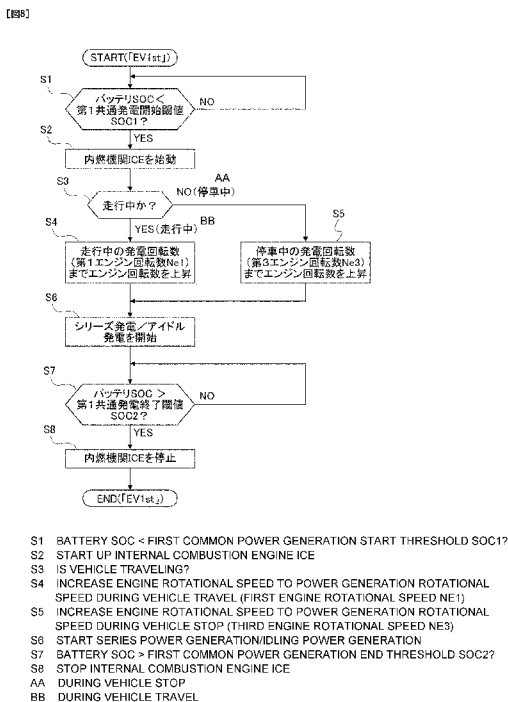 [図8]
START(「EV1st」)
S1
バッテリSOC<
第1共通発電開始閾値
SOC1?
NO
YES
S2
内燃機関ICEを始動
S3
走行中か?
AA
NO(停車中)
BB
YES(走行中)
S4
走行中の発電回転数
(第1エンジン回転数Ne1)
までエンジン回転数を上昇
S5
停車中の発電回転数
(第3エンジン回転数Ne3)
までエンジン回転数を上昇
S6
シリーズ発電/アイドル
発電を開始
S7
バッテリSOC >
第1共通発電終了閾値
SOC2?
NO
YES
S8
内燃機関ICEを停止
END(「EV1st」)
S1 BATTERY SOC < FIRST COMMON POWER GENERATION START THRESHOLD SOC1?
S2 START UP INTERNAL COMBUSTION ENGINE ICE
S3 IS VEHICLE TRAVELING?
S4 INCREASE ENGINE ROTATIONAL SPEED TO POWER GENERATION ROTATIONAL
SPEED DURING VEHICLE TRAVEL (FIRST ENGINE ROTATIONAL SPEED NE1)
S5 INCREASE ENGINE ROTATIONAL SPEED TO POWER GENERATION ROTATIONAL
SPEED DURING VEHICLE STOP (THIRD ENGINE ROTATIONAL SPEED NE3)
S6 START SERIES POWER GENERATION/IDLING POWER GENERATION
S7 BATTERY SOC > FIRST COMMON POWER GENERATION END THRESHOLD SOC2?
S8 STOP INTERNAL COMBUSTION ENGINE ICE
AA DURING VEHICLE STOP
BB DURING VEHICLE TRAVEL